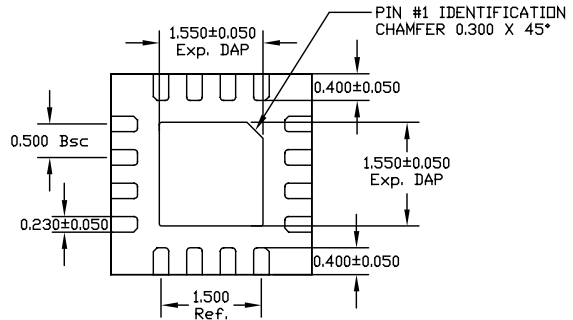 PIN #1 IDENTIFICATION
CHAMFER 0.300 X 45°
1.550±0.050
Exp. DAP
0.400±0.050
0.500 Bsc
1.550±0.050
Exp. DAP
0.230±0.050
0.400±0.050
1.500
Ref.